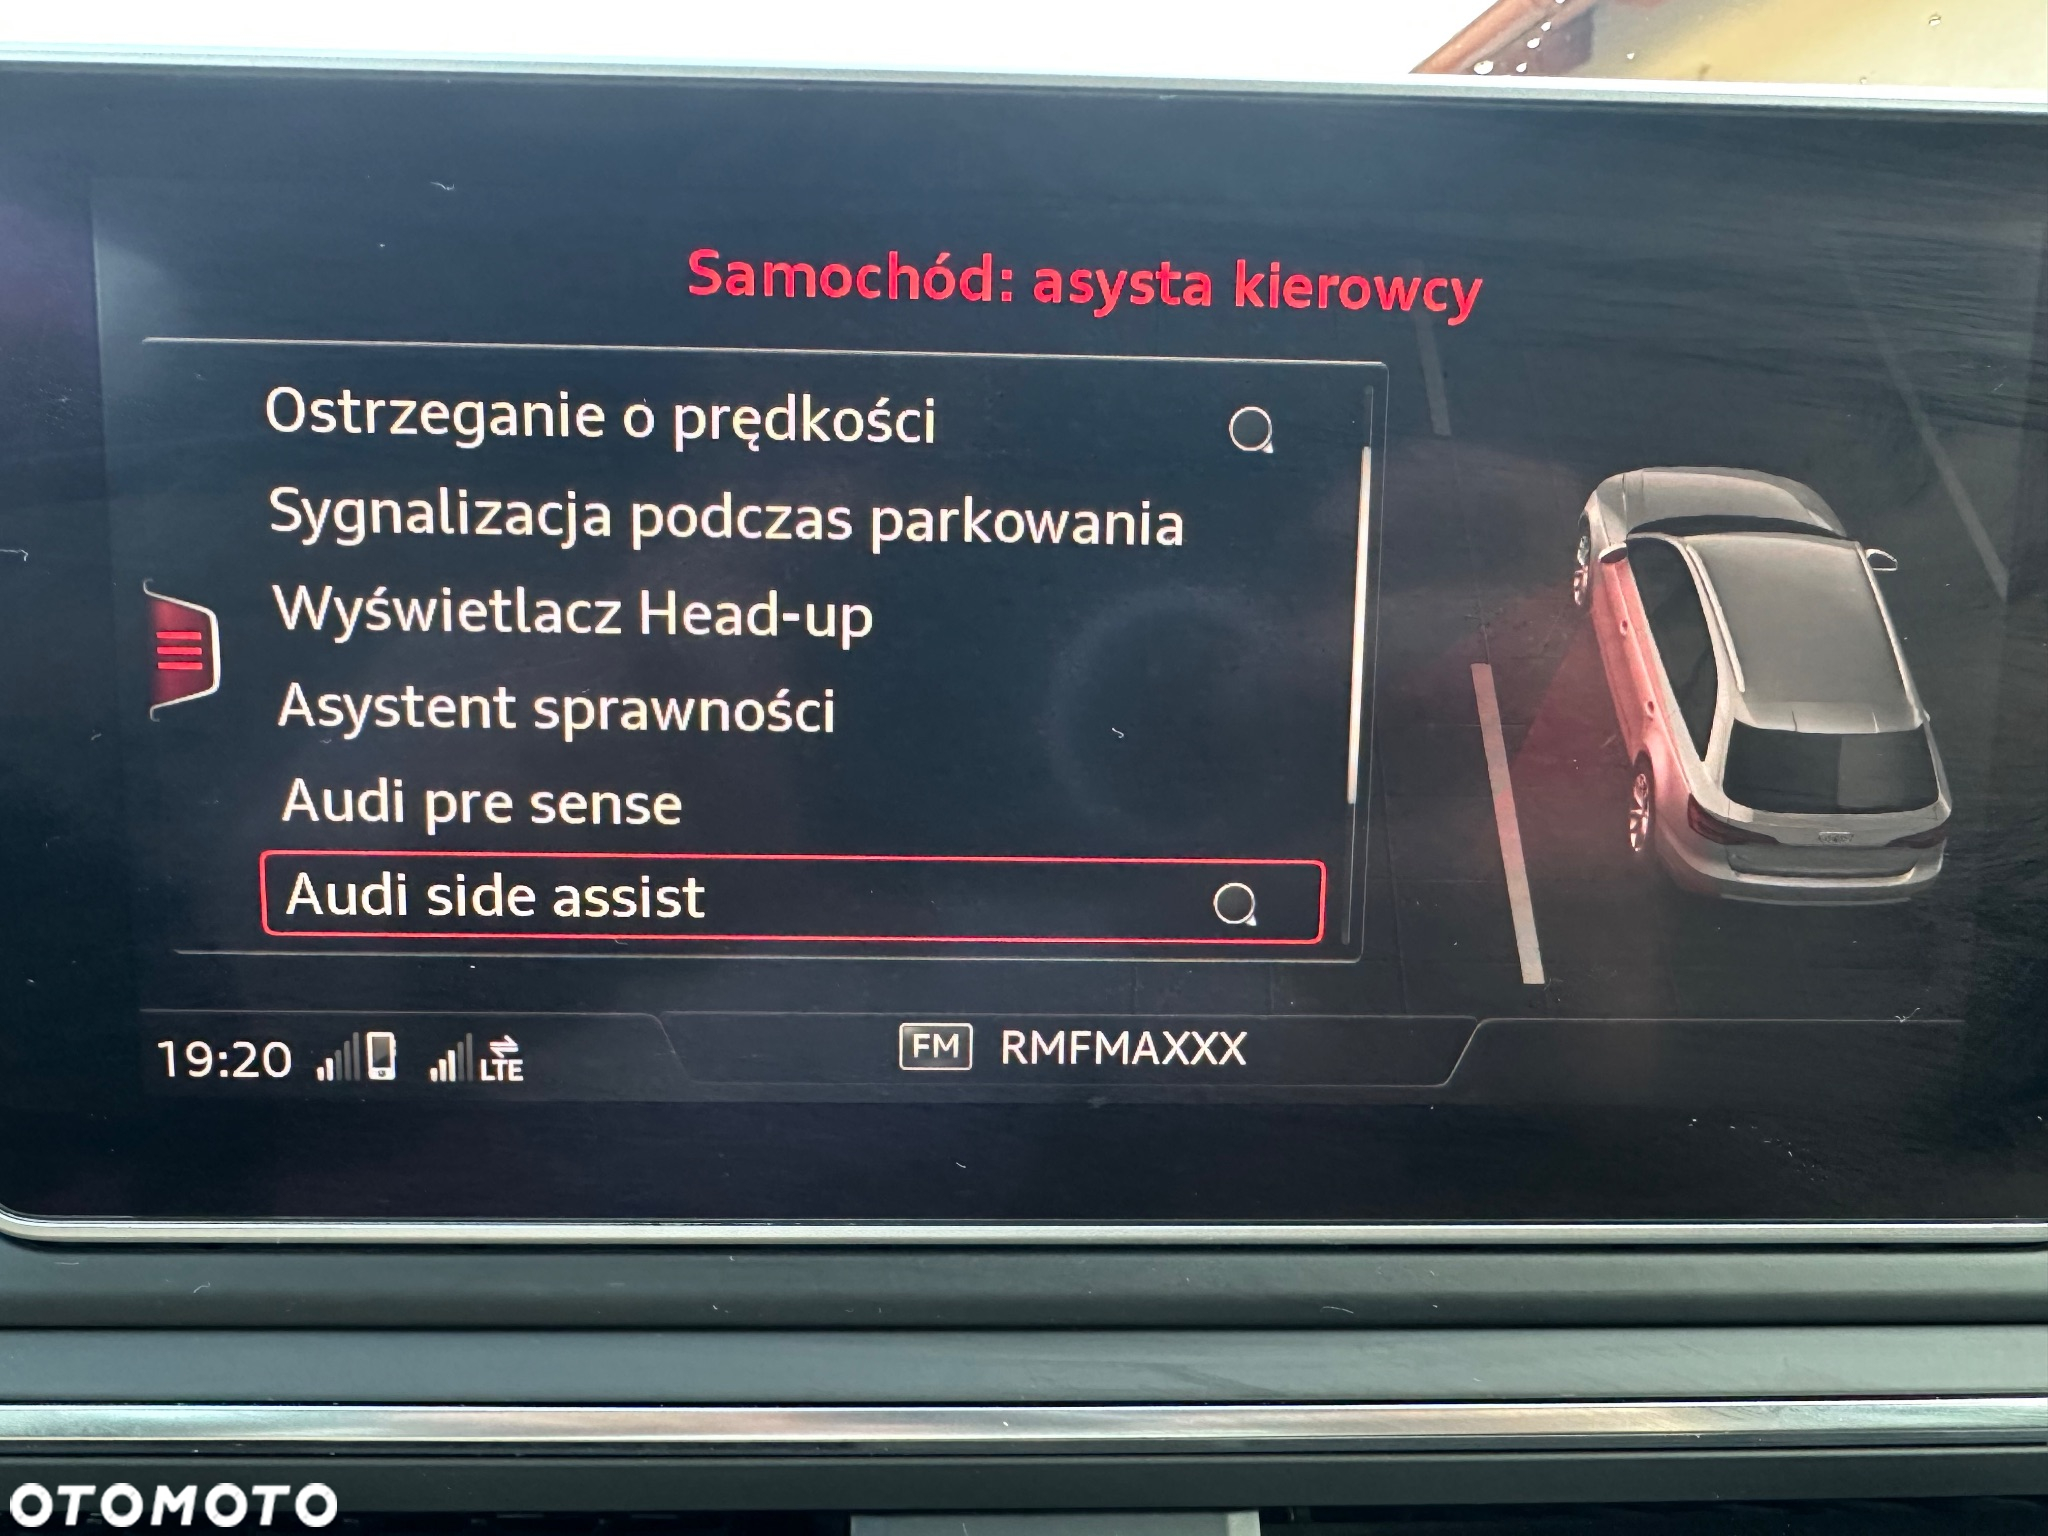 Samochód: asysta kierowcy
Ostrzeganie o prędkości
Sygnalizacja podczas parkowania
Wyświetlacz Head-up
Asystent sprawności
Audi pre sense
Audi side assist
19:20 LTE FM RMFMAXXX
OTOMOTO